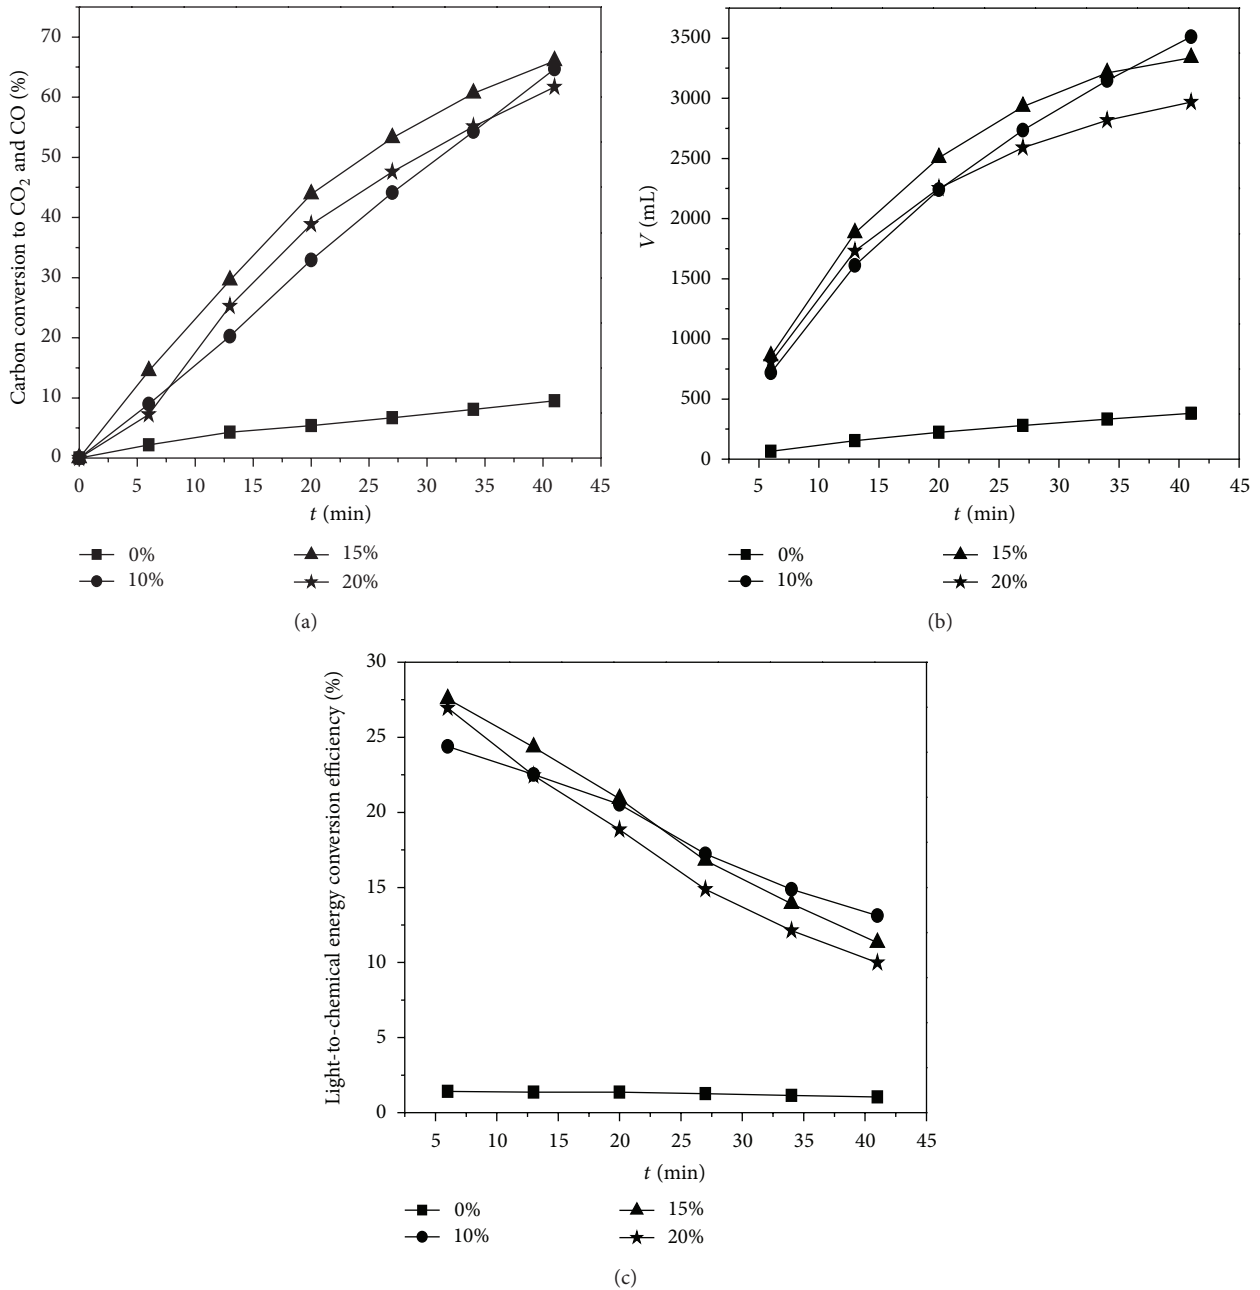 70
60
50
40
30
20
10
0
Carbon conversion to CO₂ and CO (%)
0 5 10 15 20 25 30 35 40 45
t (min)
0% 15%
10% 20%
(a)
3500
3000
2500
2000
1500
1000
500
0
V (mL)
5 10 15 20 25 30 35 40 45
t (min)
0% 15%
10% 20%
(b)
30
25
20
15
10
5
0
Light-to-chemical energy conversion efficiency (%)
5 10 15 20 25 30 35 40 45
t (min)
0% 15%
10% 20%
(c)